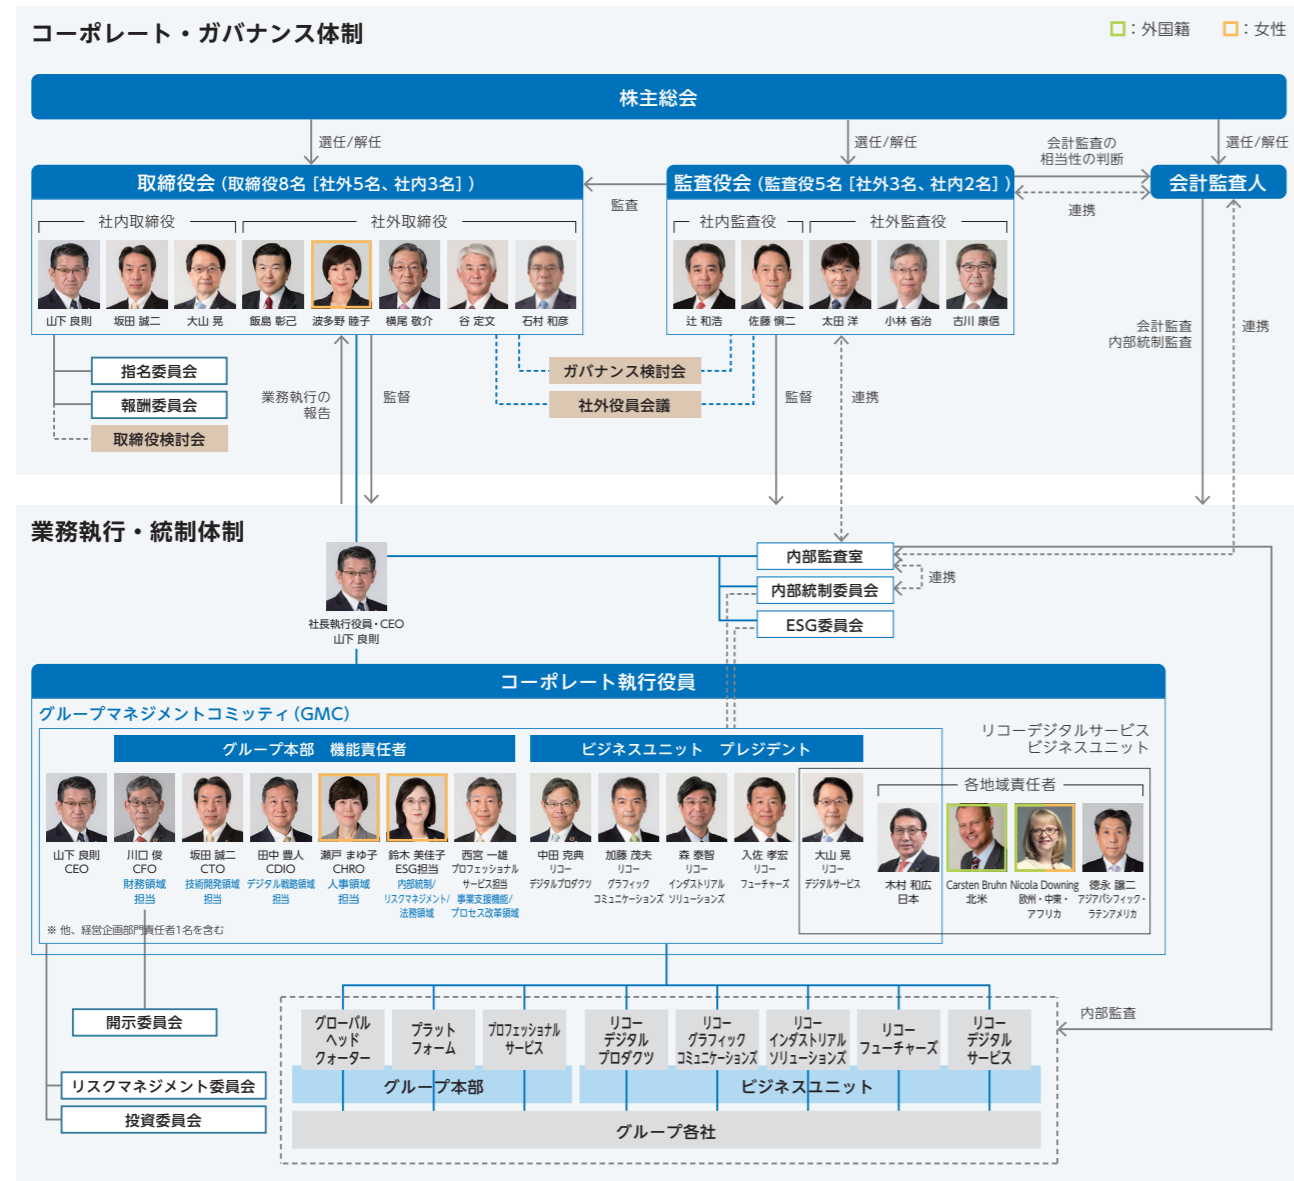 コーポレート・ガバナンス体制
：外国籍
：女性
株主総会
選任/解任
選任/解任
会計監査の
相当性の判断
選任/解任
取締役会（取締役8名［社外5名、社内3名］）
監査
監査役会（監査役5名［社外3名、社内2名］）
連携
会計監査人
社内取締役
社外取締役
社内監査役
社外監査役
山下 良則
坂田 誠二
大山 晃
飯島 彰己
波多野 睦子
横尾 敬介
谷 定文
石村 和彦
辻 和浩
佐藤 愼二
太田 洋
小林 省治
古川 康信
会計監査
内部統制監査
連携
指名委員会
報酬委員会
取締役検討会
業務執行の
報告
監督
ガバナンス検討会
社外役員会議
監督
連携
業務執行・統制体制
社長執行役員・CEO
山下 良則
内部監査室
内部統制委員会
ESG委員会
連携
コーポレート執行役員
グループマネジメントコミッティ（GMC）
リコーデジタルサービス
ビジネスユニット
グループ本部　機能責任者
ビジネスユニット　プレジデント
各地域責任者
山下 良則
CEO
川口 俊
CFO
財務領域
担当
坂田 誠二
CTO
技術開発領域
担当
田中 豊人
CDIO
デジタル戦略領域
担当
瀬戸 まゆ子
CHRO
人事領域
担当
鈴木 美佳子
ESG担当
内部統制/
リスクマネジメント/
法務領域
西宮 一雄
プロフェッショナル
サービス担当
事業支援機能/
プロセス改革領域
中田 克典
リコー
デジタルプロダクツ
加藤 茂夫
リコー
グラフィック
コミュニケーションズ
森 泰智
リコー
インダストリアル
ソリューションズ
入佐 孝宏
リコー
フューチャーズ
大山 晃
リコー
デジタルサービス
木村 和広
日本
Carsten Bruhn
北米
Nicola Downing
欧州・中東・
アフリカ
徳永 譲二
アジアパシフィック・
ラテンアメリカ
※ 他、経営企画部門責任者1名を含む
開示委員会
リスクマネジメント委員会
投資委員会
内部監査
グローバル
ヘッド
クォーター
プラット
フォーム
プロフェッショナル
サービス
リコー
デジタル
プロダクツ
リコー
グラフィック
コミュニケーションズ
リコー
インダストリアル
ソリューションズ
リコー
フューチャーズ
リコー
デジタル
サービス
グループ本部
ビジネスユニット
グループ各社